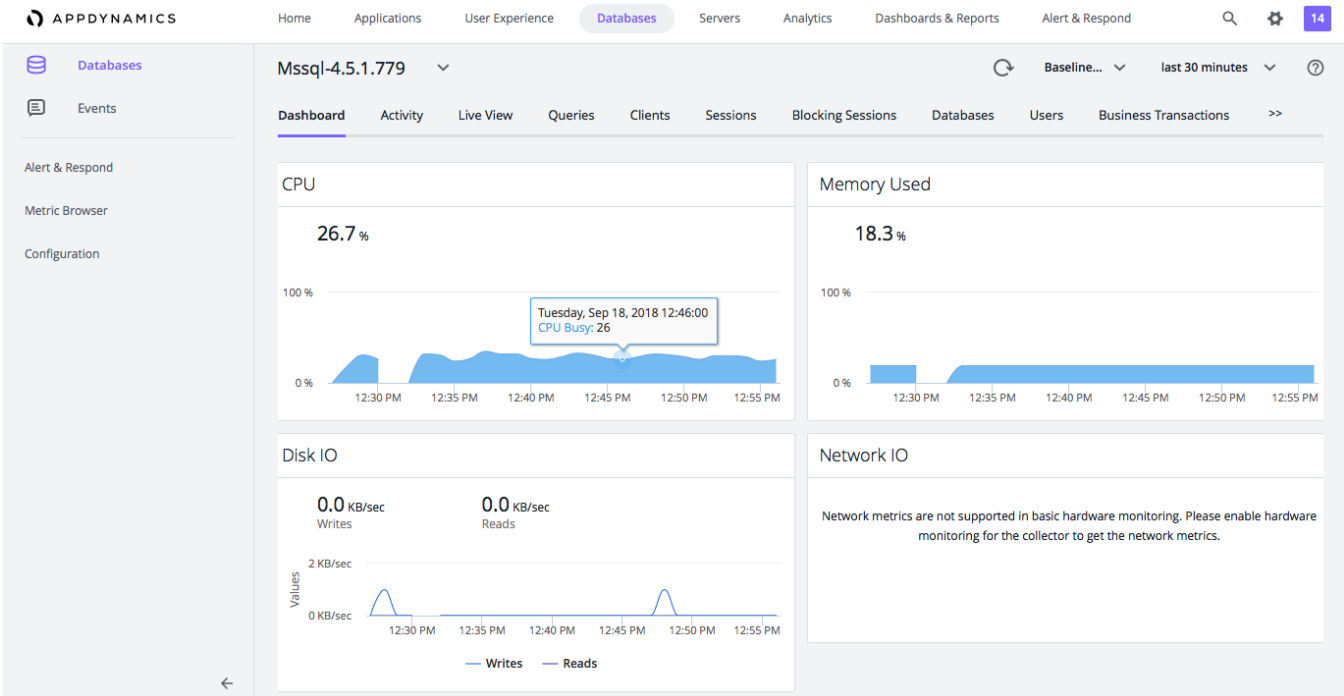 APPDYNAMICS
Home Applications User Experience Databases Servers Analytics Dashboards & Reports Alert & Respond 14
Databases
Events
Alert & Respond
Metric Browser
Configuration
Mssql-4.5.1.779 Baseline... last 30 minutes ?
Dashboard Activity Live View Queries Clients Sessions Blocking Sessions Databases Users Business Transactions >>
CPU
26.7 %
100 %
Tuesday, Sep 18, 2018 12:46:00
CPU Busy: 26
0 %
12:30 PM 12:35 PM 12:40 PM 12:45 PM 12:50 PM 12:55 PM
Memory Used
18.3 %
100 %
0 %
12:30 PM 12:35 PM 12:40 PM 12:45 PM 12:50 PM 12:55 PM
Disk IO
0.0 KB/sec 0.0 KB/sec
Writes Reads
2 KB/sec
Values
0 KB/sec
12:30 PM 12:35 PM 12:40 PM 12:45 PM 12:50 PM 12:55 PM
Writes Reads
Network IO
Network metrics are not supported in basic hardware monitoring. Please enable hardware
monitoring for the collector to get the network metrics.